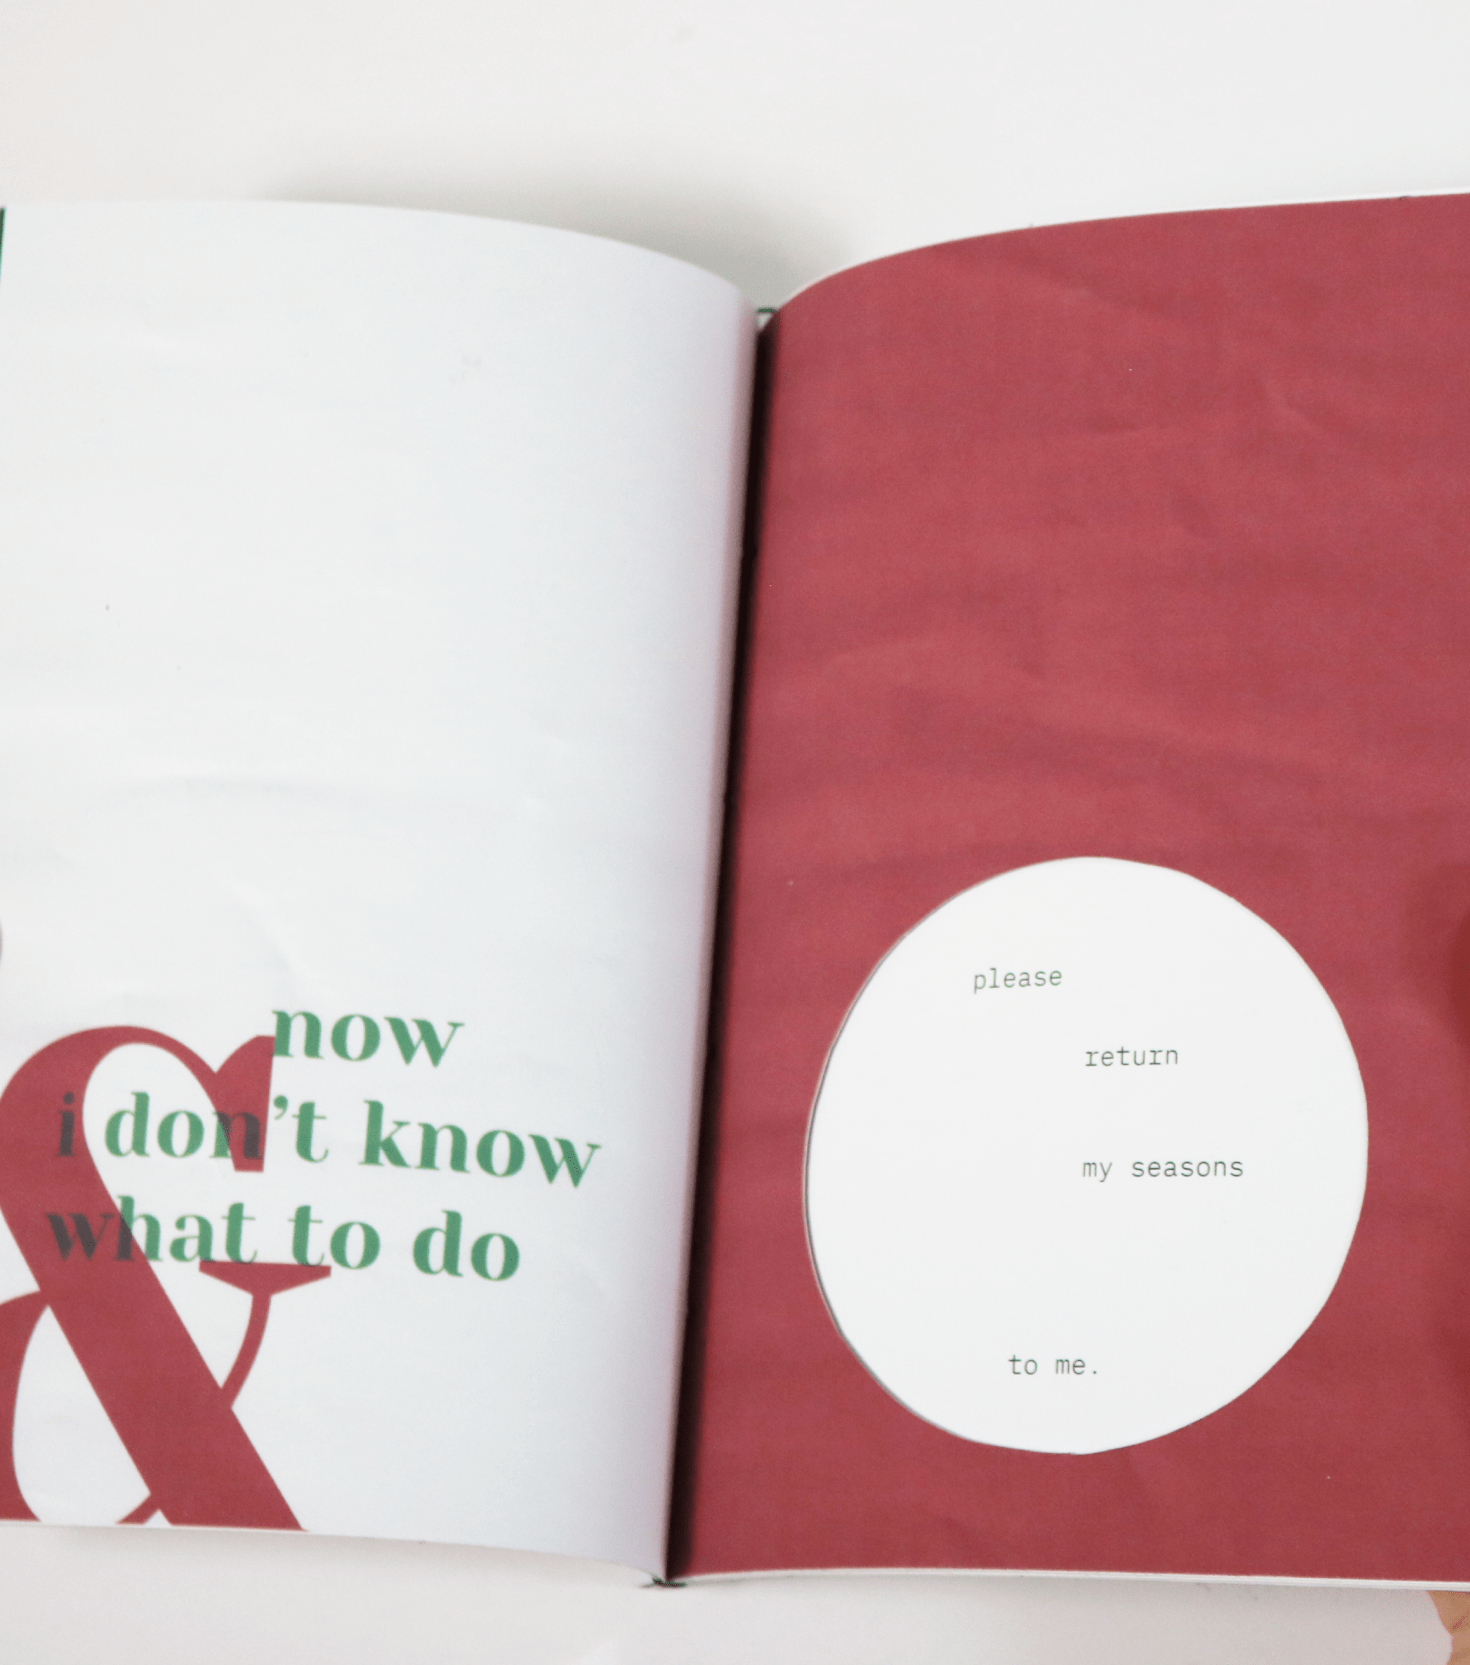 &
now
i don't know
what to do
please
return
my seasons
to me.